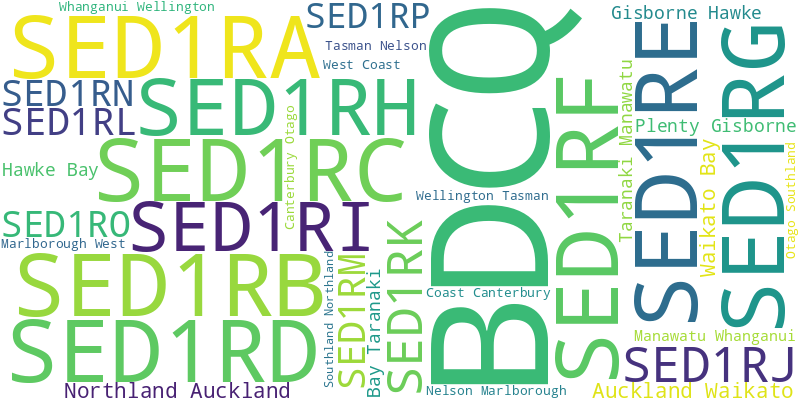 Whanganui Wellington
SED1RP
Gisborne Hawke
SED1RA
Tasman Nelson
West Coast
SED1RN
SED1RH
SED1RL
BDCQ
SED1RF
SED1RE
SED1RG
Taranaki Manawatu
Plenty Gisborne
Canterbury Otago
SED1RC
Hawke Bay
Waikato Bay
Otago Southland
Wellington Tasman
SED1RO
SED1RI
Marlborough West
SED1RK
SED1RM
Southland Northland
Bay Taranaki
SED1RB
Coast Canterbury
SED1RD
Manawatu Whanganui
SED1RJ
Northland Auckland
Nelson Marlborough
Auckland Waikato